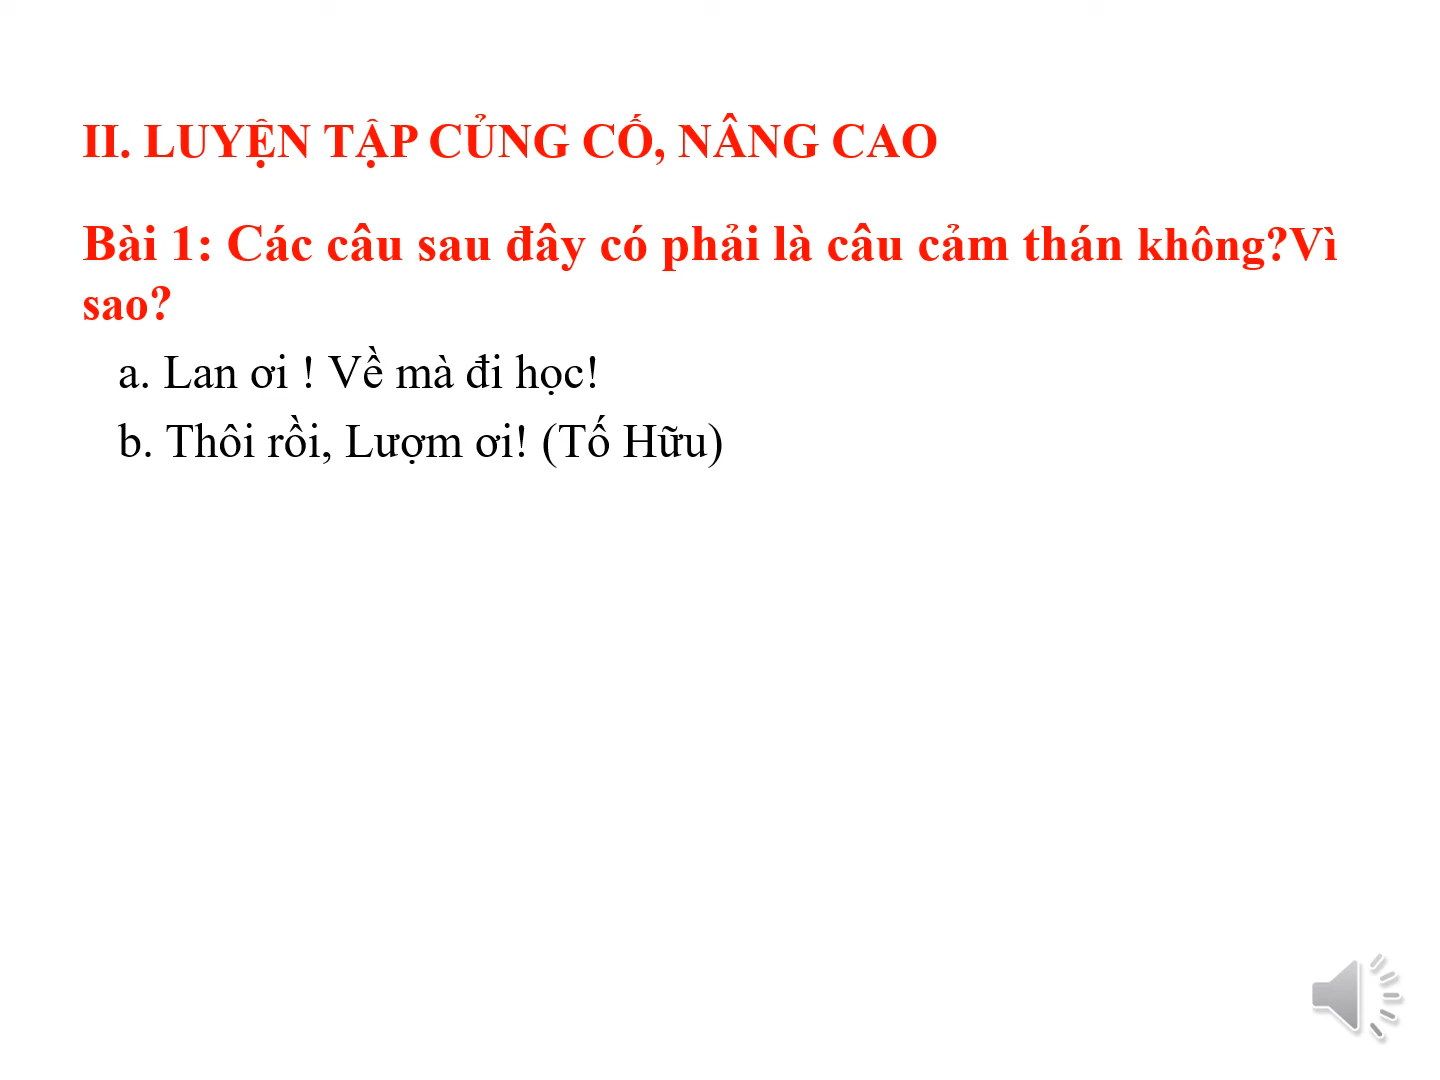 II. LUYỆN TẬP CỦNG CỐ, NÂNG CAO
Bài 1: Các câu sau đây có phải là câu cảm thán không?Vì
sao?
a. Lan ơi ! Về mà đi học!
b. Thôi rồi, Lượm ơi! (Tố Hữu)